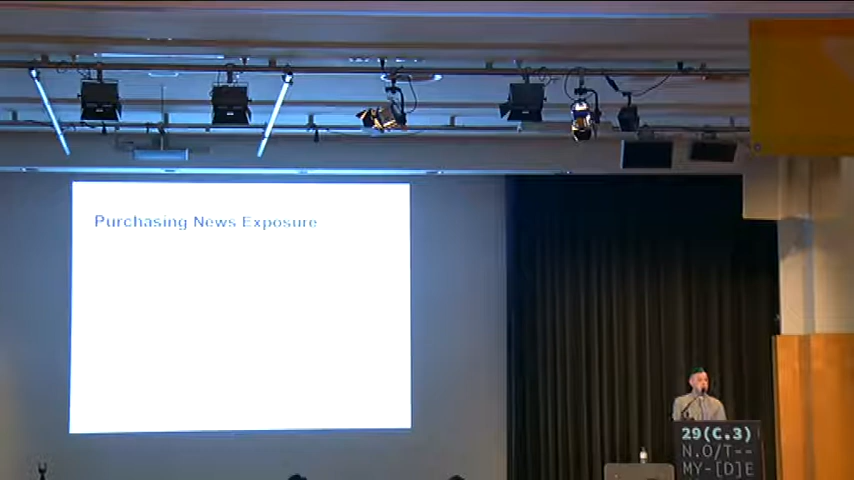 Purchasing News Exposure
29(C.3)
N.O/T==
MY-[D]E